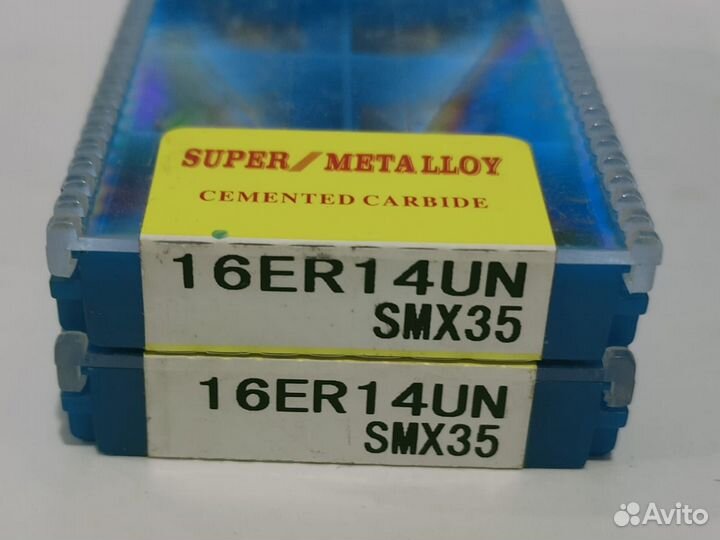 SUPER/METALLOY
CEMENTED CARBIDE
16ER14UN
SMX35
16ER14UN
SMX35
Avito